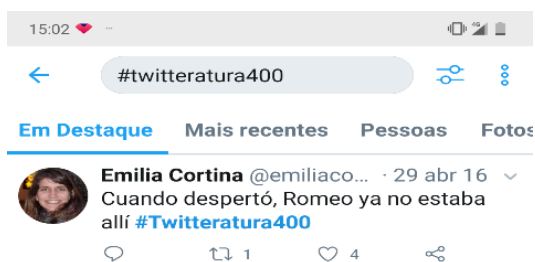 15:02
4G
#twitteratura400
Em Destaque Mais recentes Pessoas Fotos
Emilia Cortina @emiliaco... · 29 abr 16
Cuando despertó, Romeo ya no estaba
allí #Twitteratura400
1 4